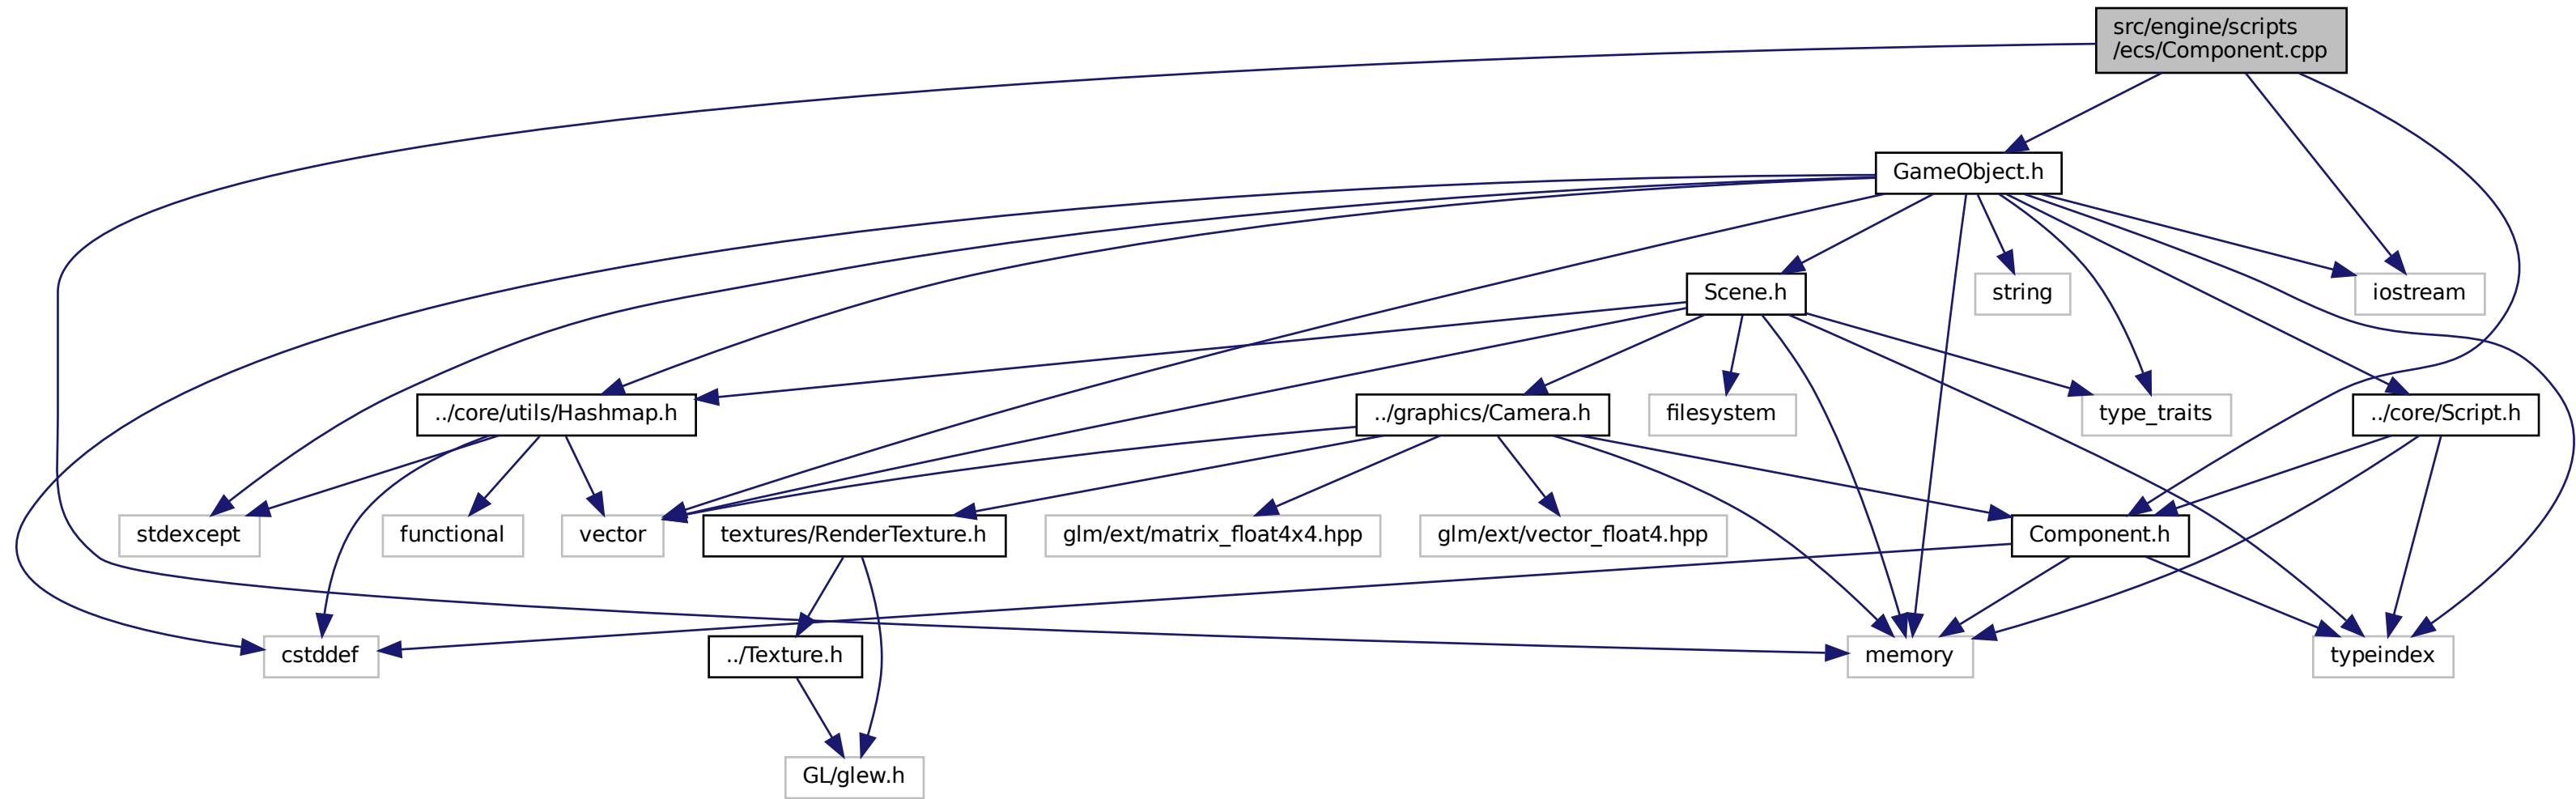 src/engine/scripts
/ecs/Component.cpp
GameObject.h
Scene.h
string
iostream
../core/utils/Hashmap.h
../graphics/Camera.h
filesystem
type_traits
../core/Script.h
stdexcept
functional
vector
textures/RenderTexture.h
glm/ext/matrix_float4x4.hpp
glm/ext/vector_float4.hpp
Component.h
cstddef
../Texture.h
memory
typeindex
GL/glew.h